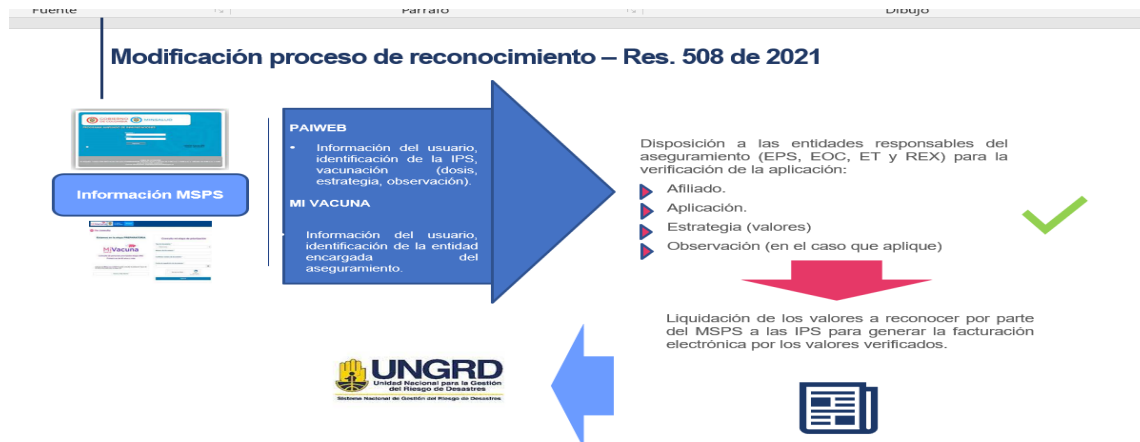 Fuente
Párrafo
Dibujo
Modificación proceso de reconocimiento – Res. 508 de 2021
Información MSPS
MiVacuna
PAIWEB
• Información del usuario,
identificación de la IPS,
vacunación (dosis,
estrategia, observación).
MI VACUNA
Información del usuario,
identificación de la entidad
encargada del
aseguramiento.
Disposición a las entidades responsables del
aseguramiento (EPS, EOC, ET y REX) para la
verificación de la aplicación:
Afiliado.
Aplicación.
Estrategia (valores)
Observación (en el caso que aplique)
Liquidación de los valores a reconocer por parte
del MSPS a las IPS para generar la facturación
electrónica por los valores verificados.
UNGRD
Unidad Nacional para la Gestión
del Riesgo de Desastres
Sistema Nacional de Gestión del Riesgo de Desastres